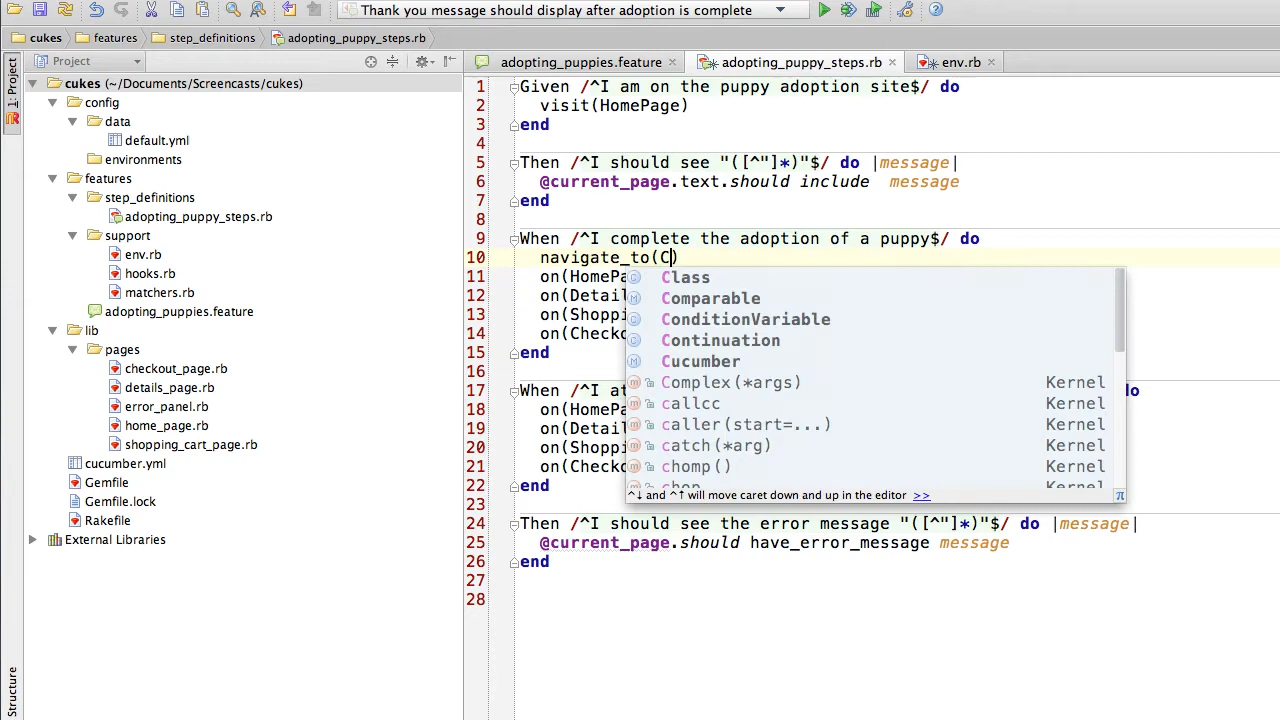 Thank you message should display after adoption is complete
cukes features step_definitions adopting_puppy_steps.rb
Project adopting_puppies.feature adopting_puppy_steps.rb env.rb
1: Project
Structure
cukes (~/Documents/Screencasts/cukes)
config
data
default.yml
environments
features
step_definitions
adopting_puppy_steps.rb
support
env.rb
hooks.rb
matchers.rb
adopting_puppies.feature
lib
pages
checkout_page.rb
details_page.rb
error_panel.rb
home_page.rb
shopping_cart_page.rb
cucumber.yml
Gemfile
Gemfile.lock
Rakefile
External Libraries
1 Given /^I am on the puppy adoption site$/ do
2 visit(HomePage)
3 end
4
5 Then /^I should see "([^"]*)"$/ do |message|
6 @current_page.text.should include message
7 end
8
9 When /^I complete the adoption of a puppy$/ do
10 navigate_to(C)
11 on(HomePa
12 on(Detail
13 on(Shoppi
14 on(Checko
15 end
16
17 When /^I at do
18 on(HomePa
19 on(Detail
20 on(Shoppi
21 on(Checko
22 end
23
24 Then /^I should see the error message "([^"]*)"$/ do |message|
25 @current_page.should have_error_message message
26 end
27
28
Class
Comparable
ConditionVariable
Continuation
Cucumber
Complex(*args) Kernel
callcc Kernel
caller(start=...) Kernel
catch(*arg) Kernel
chomp() Kernel
chop Kernel
^↓ and ^↑ will move caret down and up in the editor >>
π